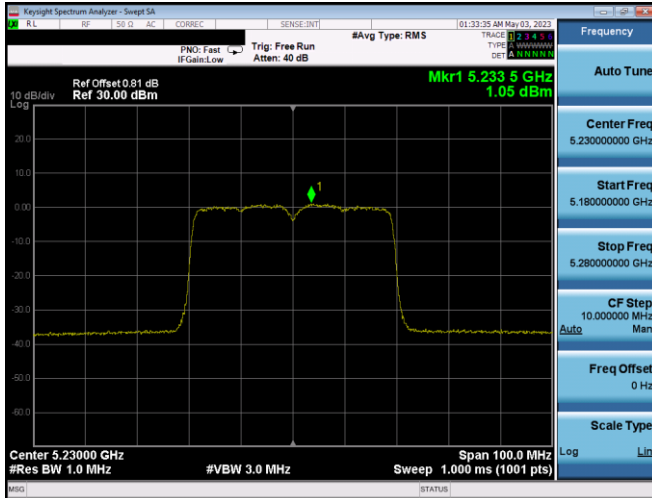 Keysight Spectrum Analyzer - Swept SA
RL RF 50 Ω AC CORREC SENSE:INT 01:33:35 AM May 03, 2023
#Avg Type: RMS
TRACE 1 2 3 4 5 6
TYPE A WWWWW
DET A N N N N N
PNO: Fast
IFGain:Low
Trig: Free Run
Atten: 40 dB
Mkr1 5.233 5 GHz
1.05 dBm
Ref Offset 0.81 dB
10 dB/div Ref 30.00 dBm
Log
20.0
10.0
0.00
-10.0
-20.0
-30.0
-40.0
-50.0
-60.0
1
Center 5.23000 GHz
#Res BW 1.0 MHz
#VBW 3.0 MHz
Span 100.0 MHz
Sweep 1.000 ms (1001 pts)
MSG
STATUS
Frequency
Auto Tune
Center Freq
5.230000000 GHz
Start Freq
5.180000000 GHz
Stop Freq
5.280000000 GHz
CF Step
10.000000 MHz
Auto Man
Freq Offset
0 Hz
Scale Type
Log Lin